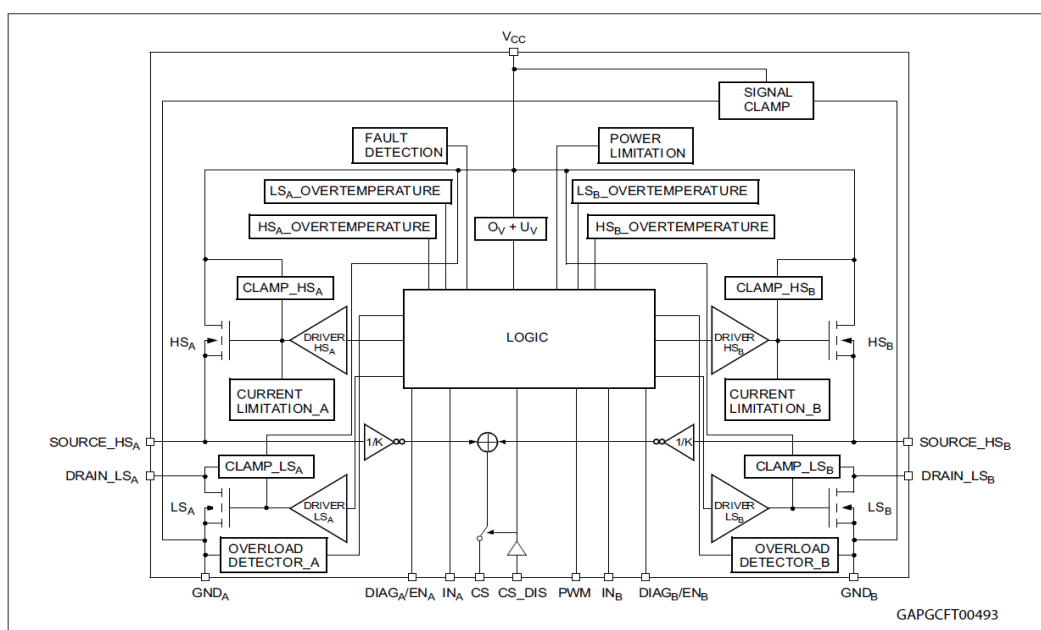 VCC
SIGNAL
CLAMP
FAULT
DETECTION
POWER
LIMITATION
LSA_OVERTEMPERATURE
LSB_OVERTEMPERATURE
HSA_OVERTEMPERATURE
OV + UV
HSB_OVERTEMPERATURE
CLAMP_HSA
CLAMP_HSB
HSA
DRIVER
HSA
LOGIC
DRIVER
HSB
HSB
CURRENT
LIMITATION_A
CURRENT
LIMITATION_B
SOURCE_HSA
1/K
1/K
SOURCE_HSB
DRAIN_LSA
CLAMP_LSA
CLAMP_LSB
DRAIN_LSB
LSA
DRIVER
LSA
DRIVER
LSB
LSB
OVERLOAD
DETECTOR_A
OVERLOAD
DETECTOR_B
GNDA
DIAGA/ENA
INA
CS
CS_DIS
PWM
INB
DIAGB/ENB
GNDB
GAPGCFT00493